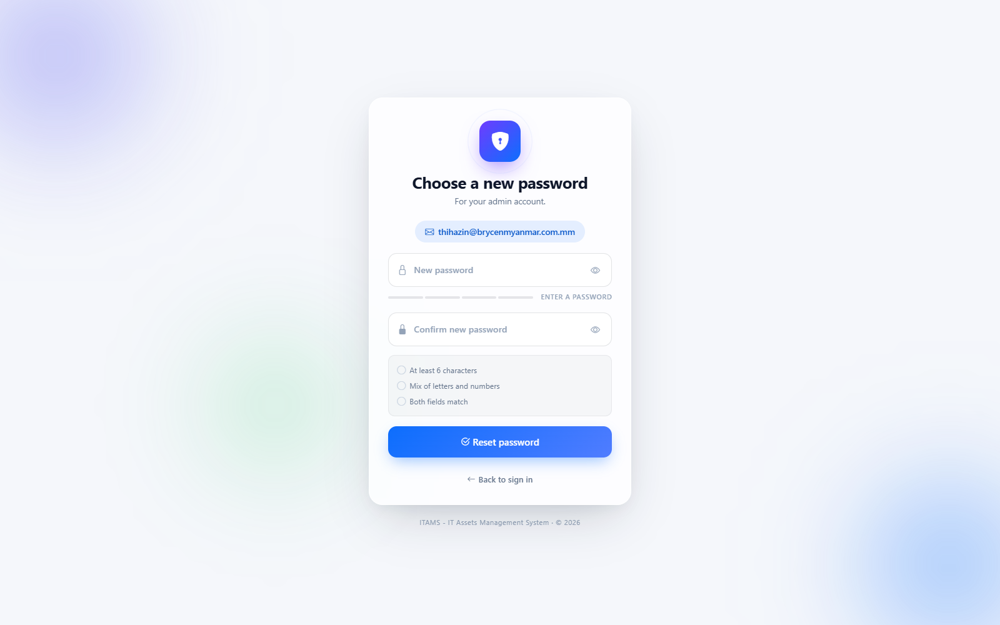 Choose a new password
For your admin account.
thihazin@brycenmyanmar.com.mm
New password
ENTER A PASSWORD
Confirm new password
At least 6 characters
Mix of letters and numbers
Both fields match
Reset password
← Back to sign in
ITAMS - IT Assets Management System · © 2026